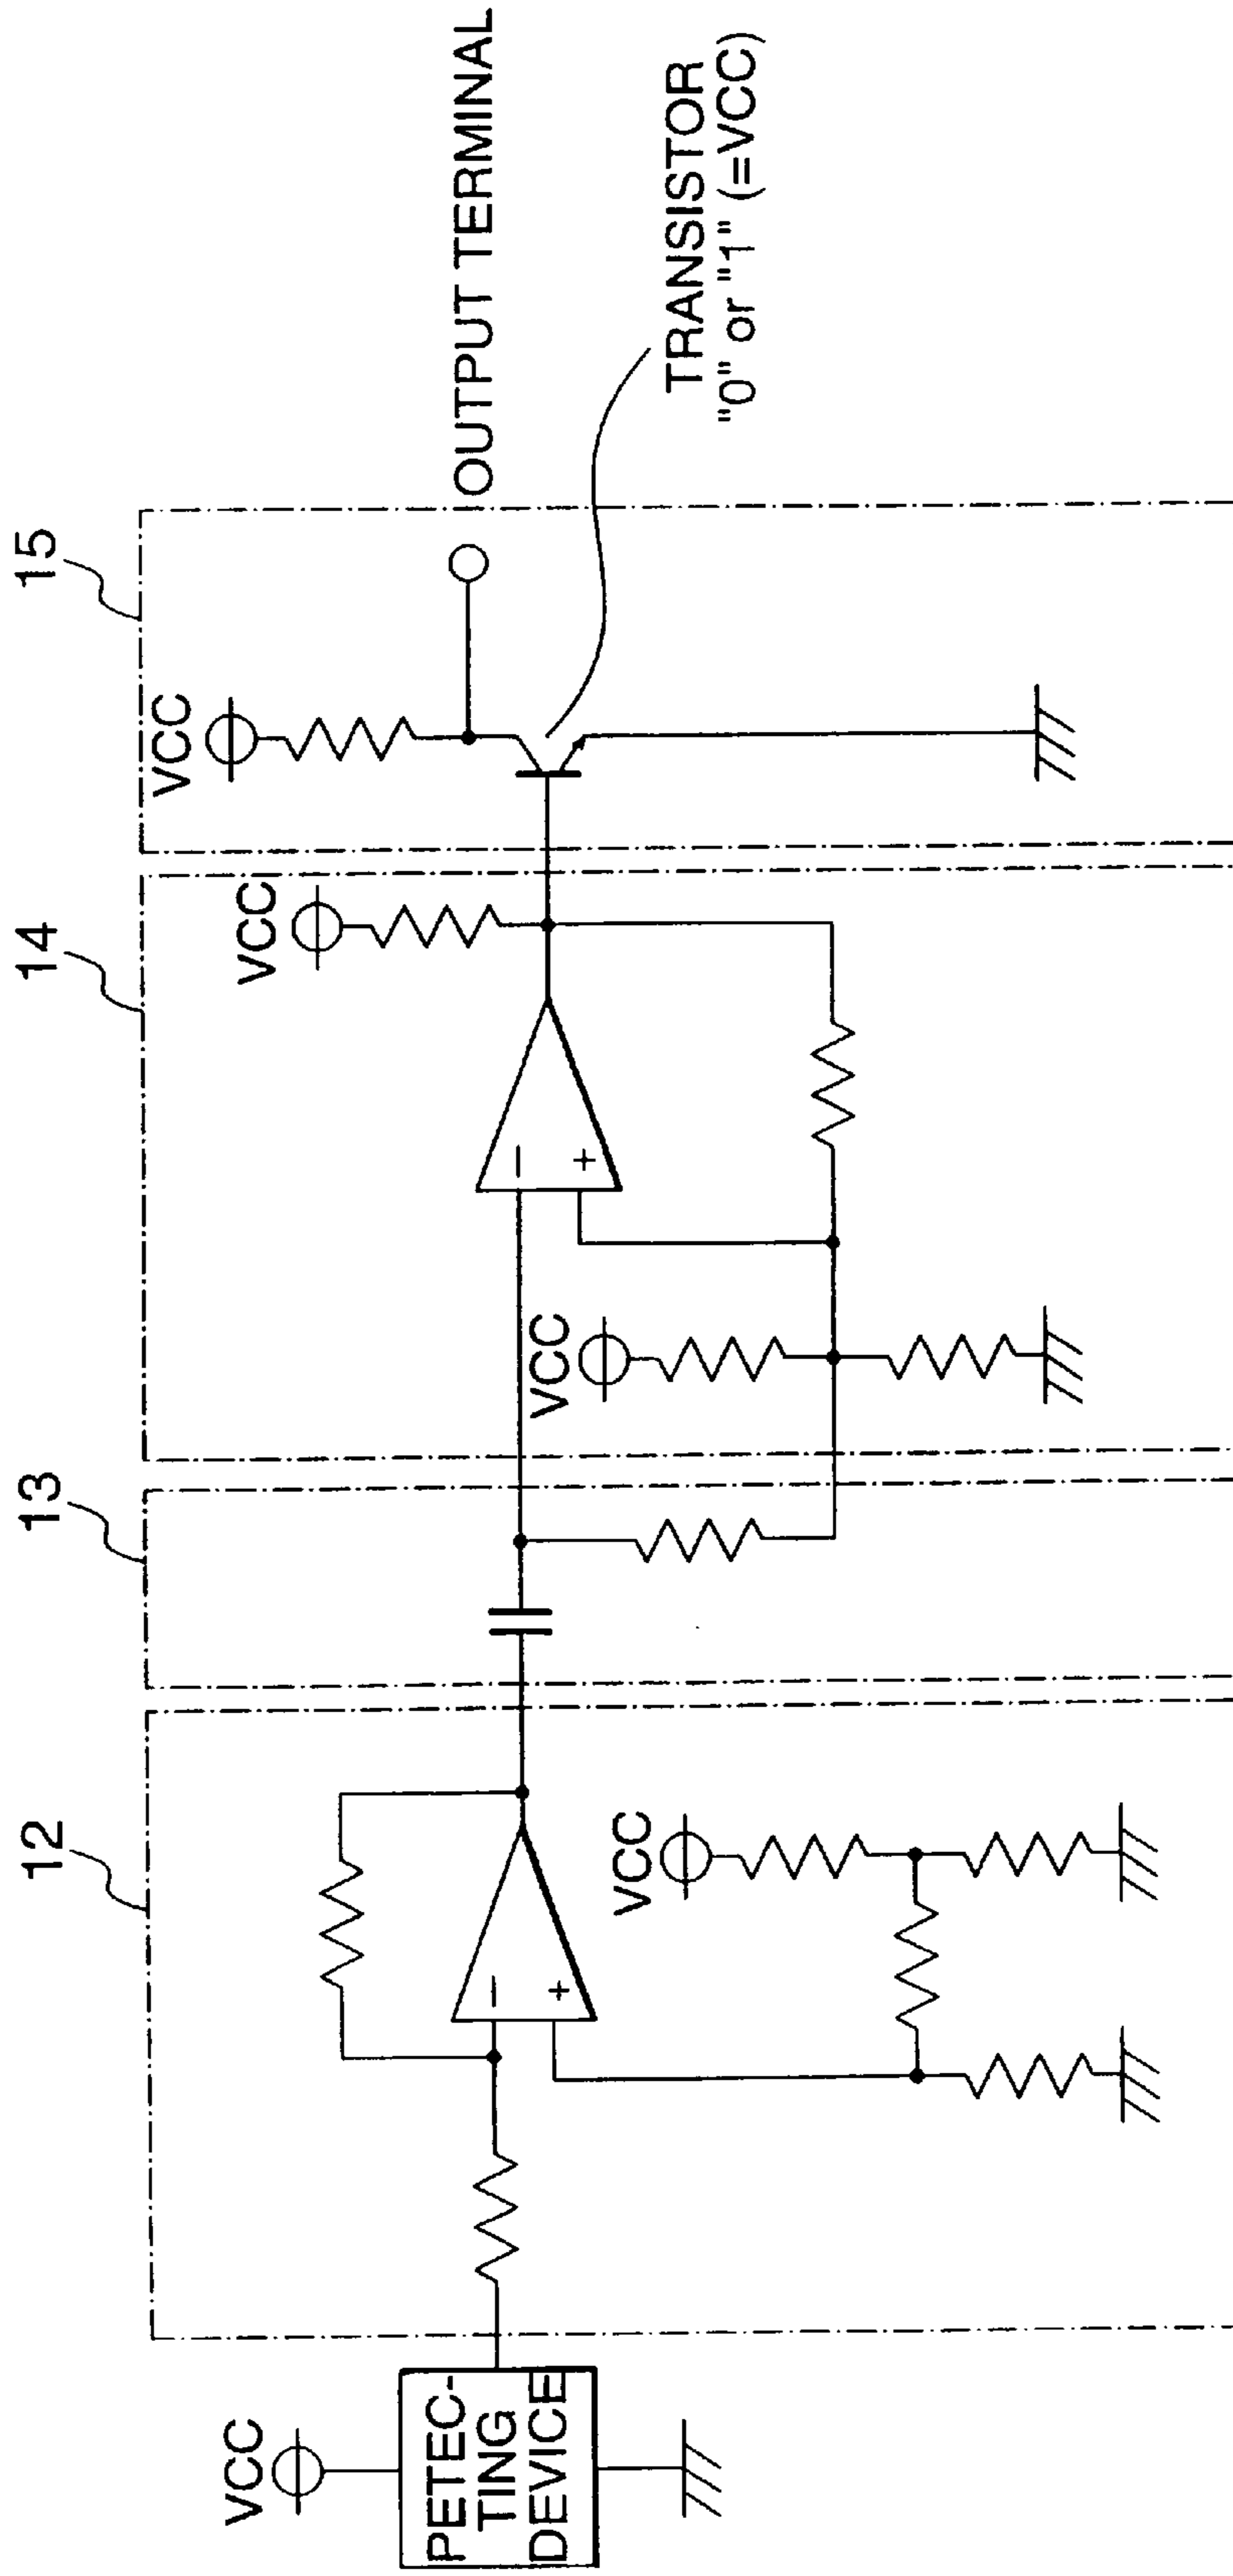 12
13
14
15
VCC
PETEC-
TING
DEVICE
−
+
VCC
VCC
−
+
VCC
VCC
OUTPUT TERMINAL
TRANSISTOR
"0" or "1" (=VCC)